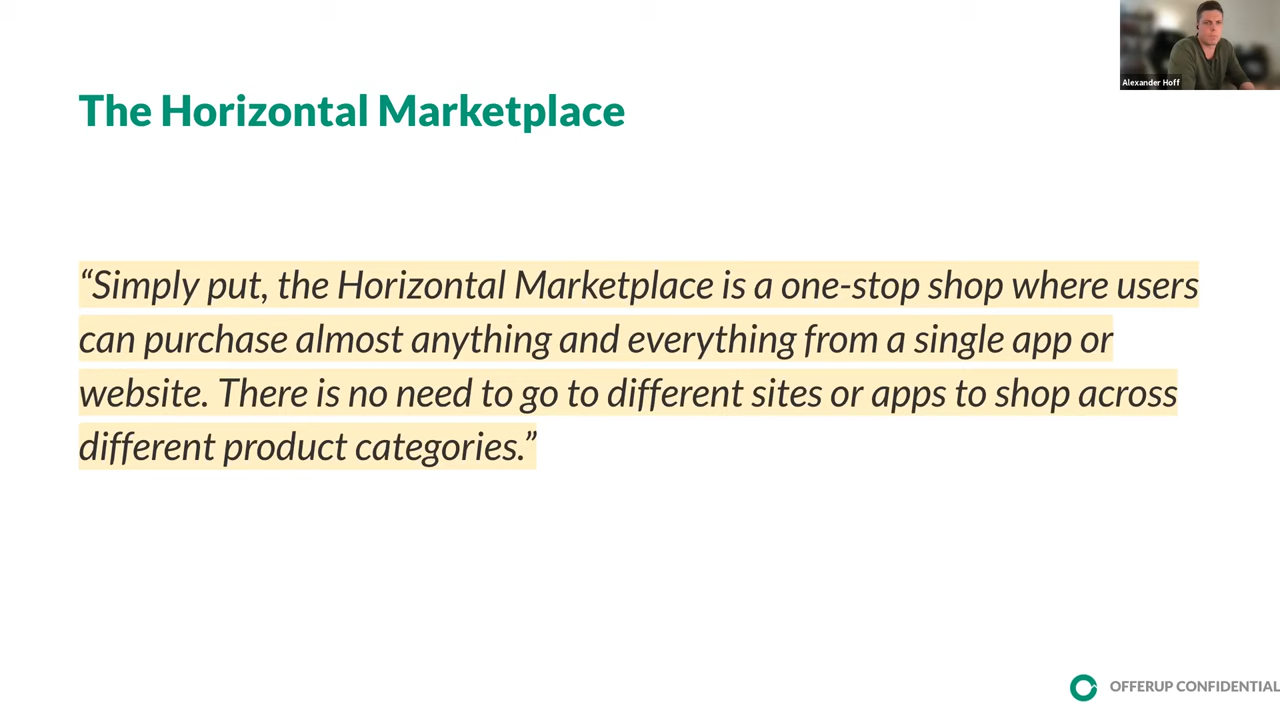 Alexander Hoff
The Horizontal Marketplace
“Simply put, the Horizontal Marketplace is a one-stop shop where users
can purchase almost anything and everything from a single app or
website. There is no need to go to different sites or apps to shop across
different product categories.”
OFFERUP CONFIDENTIAL